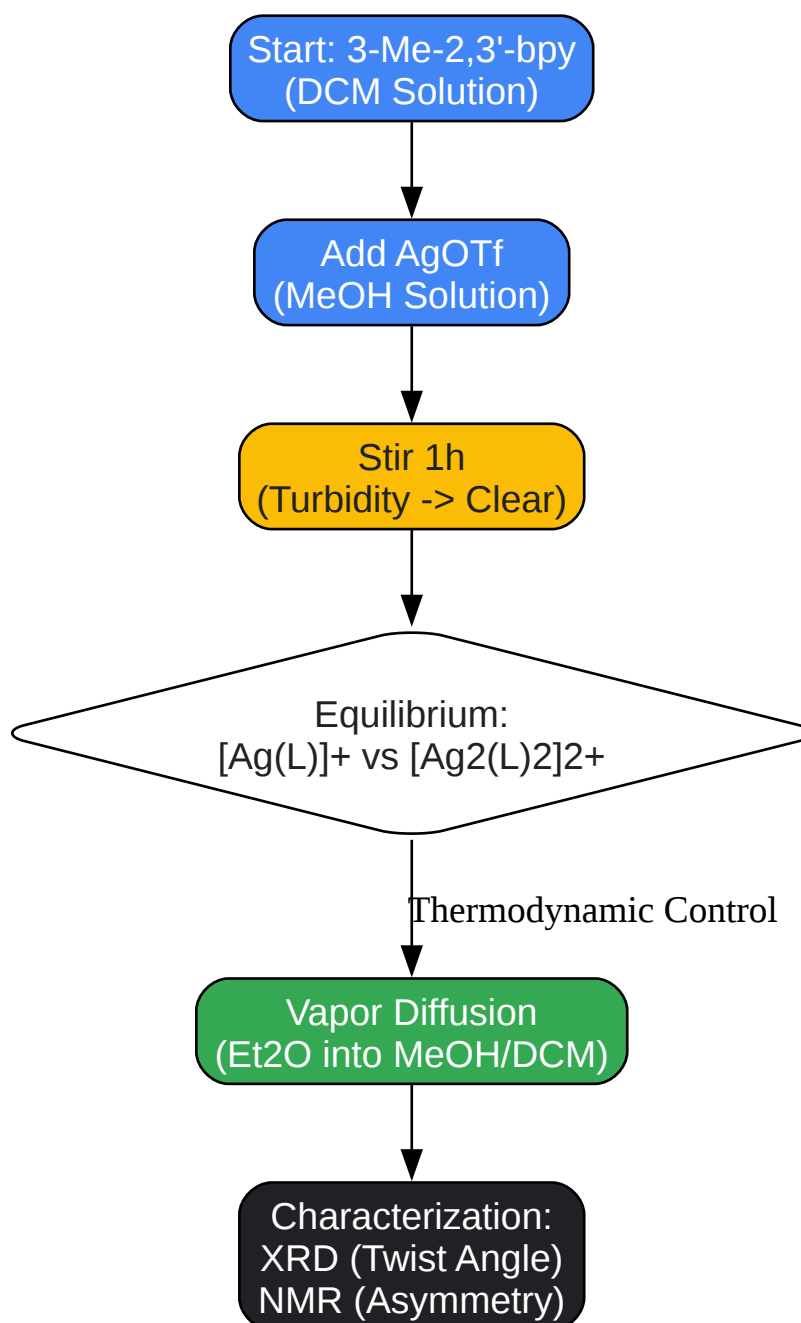 Start: 3-Me-2,3'-bpy
(DCM Solution)
Add AgOTf
(MeOH Solution)
Stir 1h
(Turbidity -> Clear)
Equilibrium:
[Ag(L)]+ vs [Ag2(L)2]2+
Thermodynamic Control
Vapor Diffusion
(Et2O into MeOH/DCM)
Characterization:
XRD (Twist Angle)
NMR (Asymmetry)